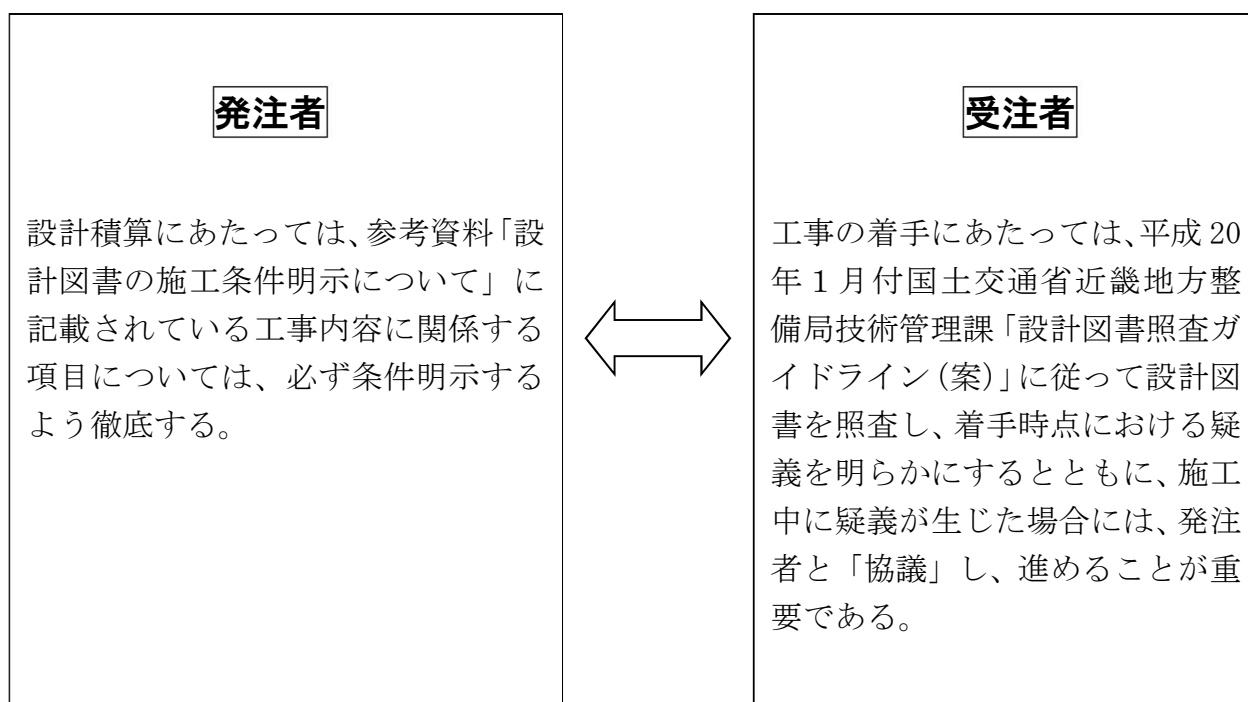 発注者
設計積算にあたっては、参考資料「設
計図書の施工条件明示について」に
記載されている工事内容に関係する
項目については、必ず条件明示する
よう徹底する。
受注者
工事の着手にあたっては、平成 20
年１月付国土交通省近畿地方整
備局技術管理課「設計図書照査ガ
イドライン(案)」に従って設計図
書を照査し、着手時点における疑
義を明らかにするとともに、施工
中に疑義が生じた場合には、発注
者と「協議」し、進めることが重
要である。